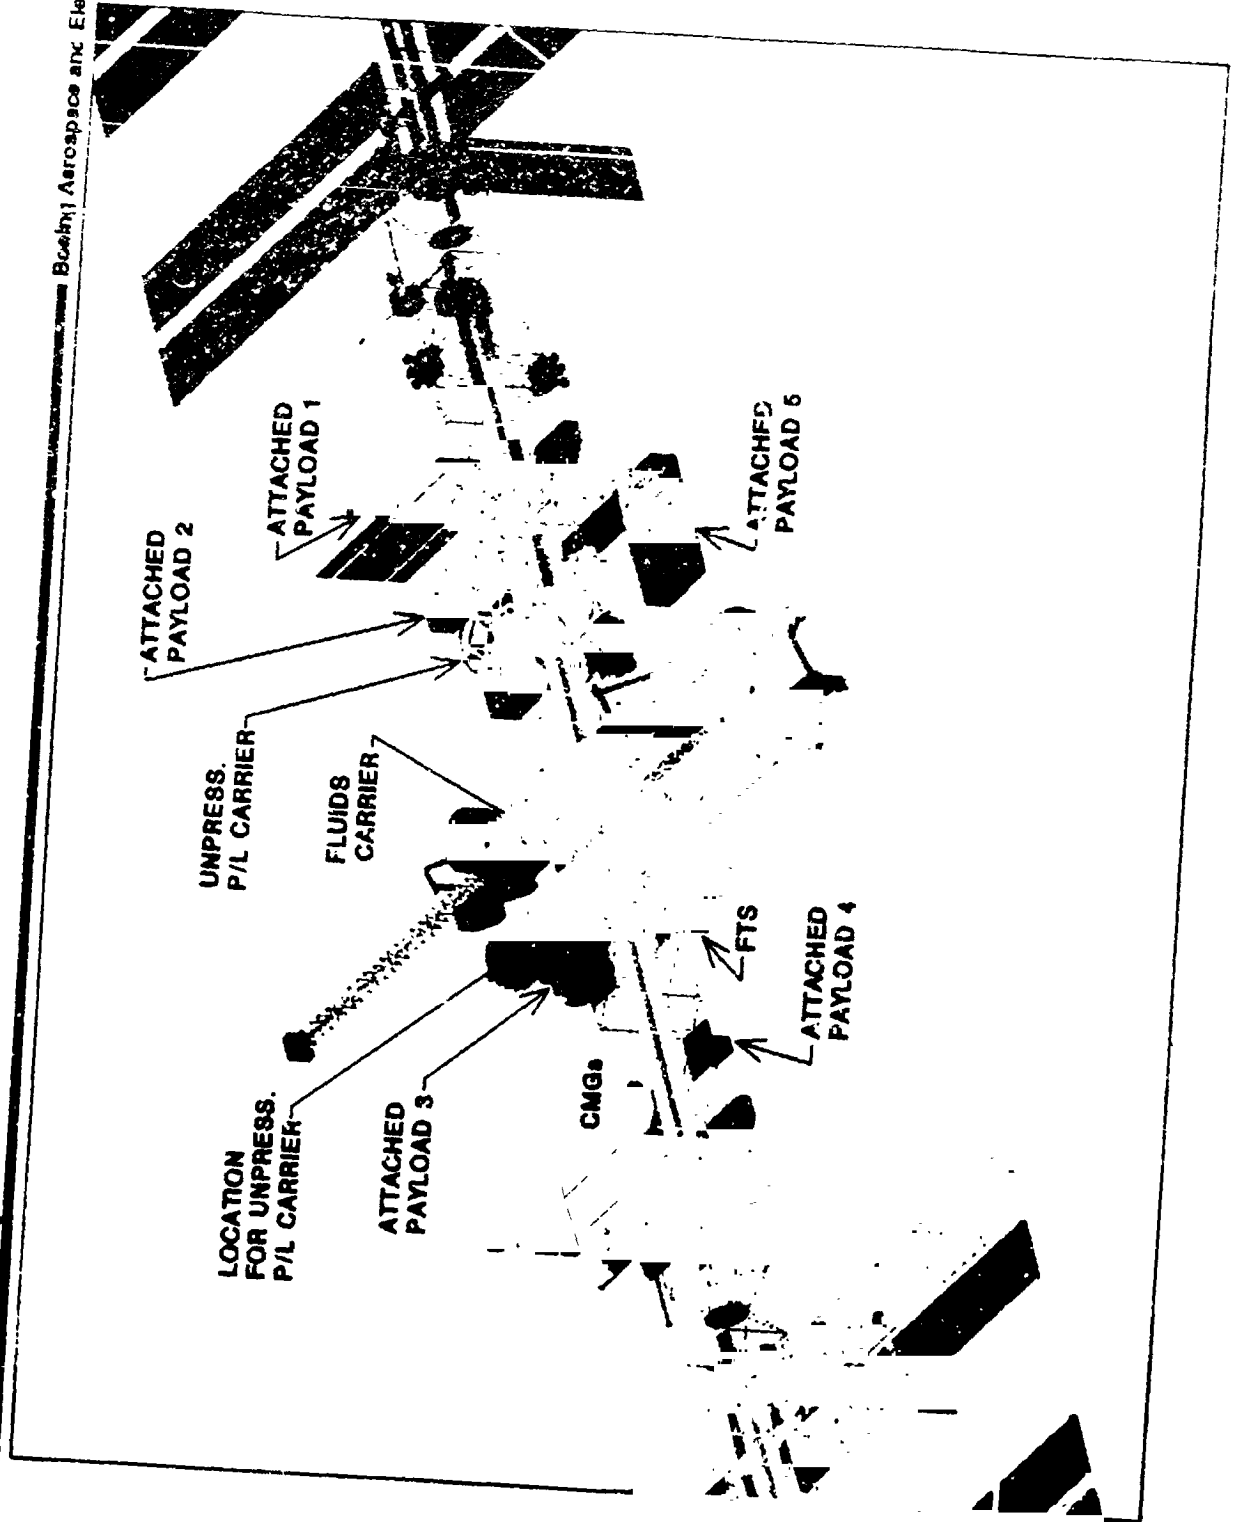 Boeing Aerospace and
ATTACHED
PAYLOAD 2
ATTACHED
PAYLOAD 1
UNPRESS.
P/L CARRIER
FLUIDS
CARRIER
LOCATION
FOR UNPRESS.
P/L CARRIER
ATTACHED
PAYLOAD 3
CMGs
FTS
ATTACHED
PAYLOAD 4
ATTACHED
PAYLOAD 5